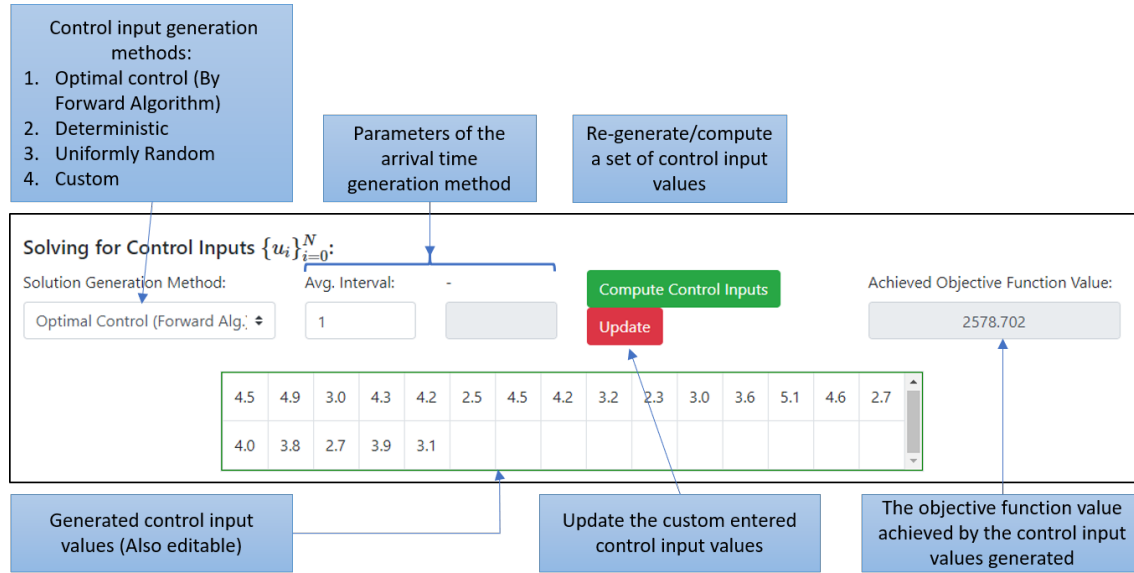 Control input generation
methods:
1. Optimal control (By
Forward Algorithm)
2. Deterministic
3. Uniformly Random
4. Custom
Parameters of the
arrival time
generation method
Re-generate/compute
a set of control input
values
Solving for Control Inputs {u_i}_{i=0}^{N}:
Solution Generation Method:
Avg. Interval:
-
Compute Control Inputs
Achieved Objective Function Value:
Optimal Control (Forward Alg.)
1
Update
2578.702
4.5 4.9 3.0 4.3 4.2 2.5 4.5 4.2 3.2 2.3 3.0 3.6 5.1 4.6 2.7
4.0 3.8 2.7 3.9 3.1
Generated control input
values (Also editable)
Update the custom entered
control input values
The objective function value
achieved by the control input
values generated